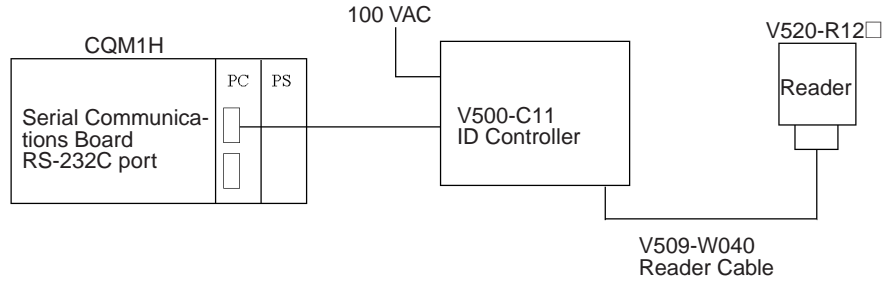 100 VAC
V520-R12□
CQM1H
PC PS
Reader
Serial Communica-
tions Board
RS-232C port
V500-C11
ID Controller
V509-W040
Reader Cable